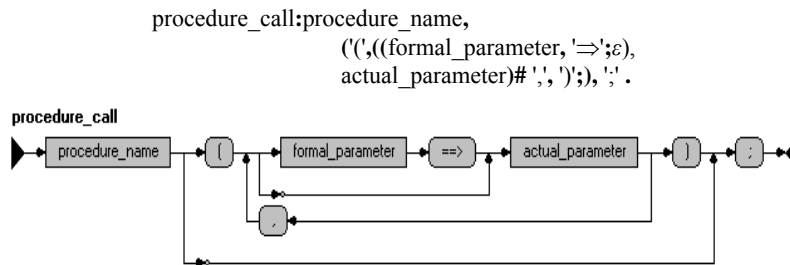 procedure_call:procedure_name,
('(',((formal_parameter, '⇒';ε),
actual_parameter)# ',', ')';), ';' .
procedure_call
procedure_name ( formal_parameter ==> actual_parameter ) ;
,